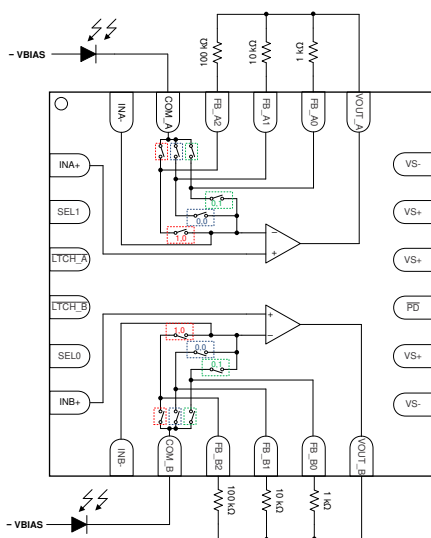 – VBIAS
100 kΩ
10 kΩ
1 kΩ
INA-
COM_A
FB_A2
FB_A1
FB_A0
VOUT_A
INA+
SEL1
LTCH_A
LTCH_B
SEL0
INB+
VS-
VS+
VS+
PD
VS+
VS-
0,1
0,0
1,0
–
+
+
–
1,0
0,0
0,1
INB-
COM_B
FB_B2
FB_B1
FB_B0
VOUT_B
100 kΩ
10 kΩ
1 kΩ
– VBIAS